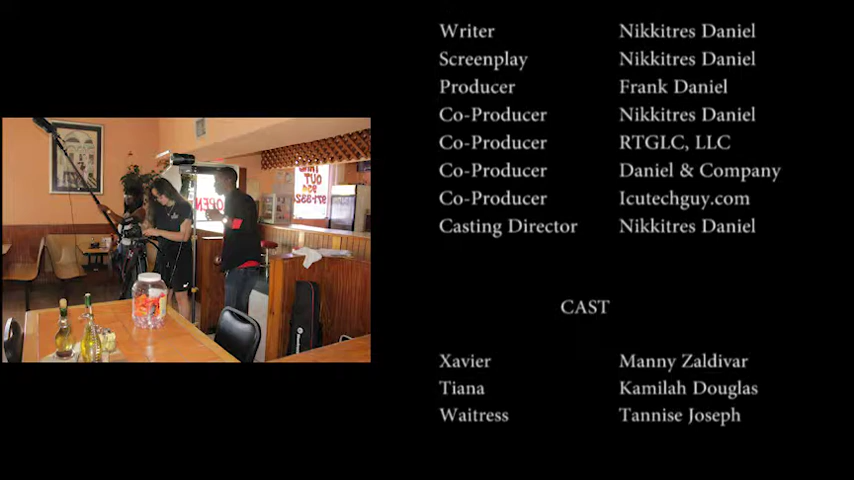 Writer Nikkitres Daniel
Screenplay Nikkitres Daniel
Producer Frank Daniel
Co-Producer Nikkitres Daniel
Co-Producer RTGLC, LLC
Co-Producer Daniel & Company
Co-Producer Icutechguy.com
Casting Director Nikkitres Daniel
CAST
Xavier Manny Zaldivar
Tiana Kamilah Douglas
Waitress Tannise Joseph
OPEN
OUT